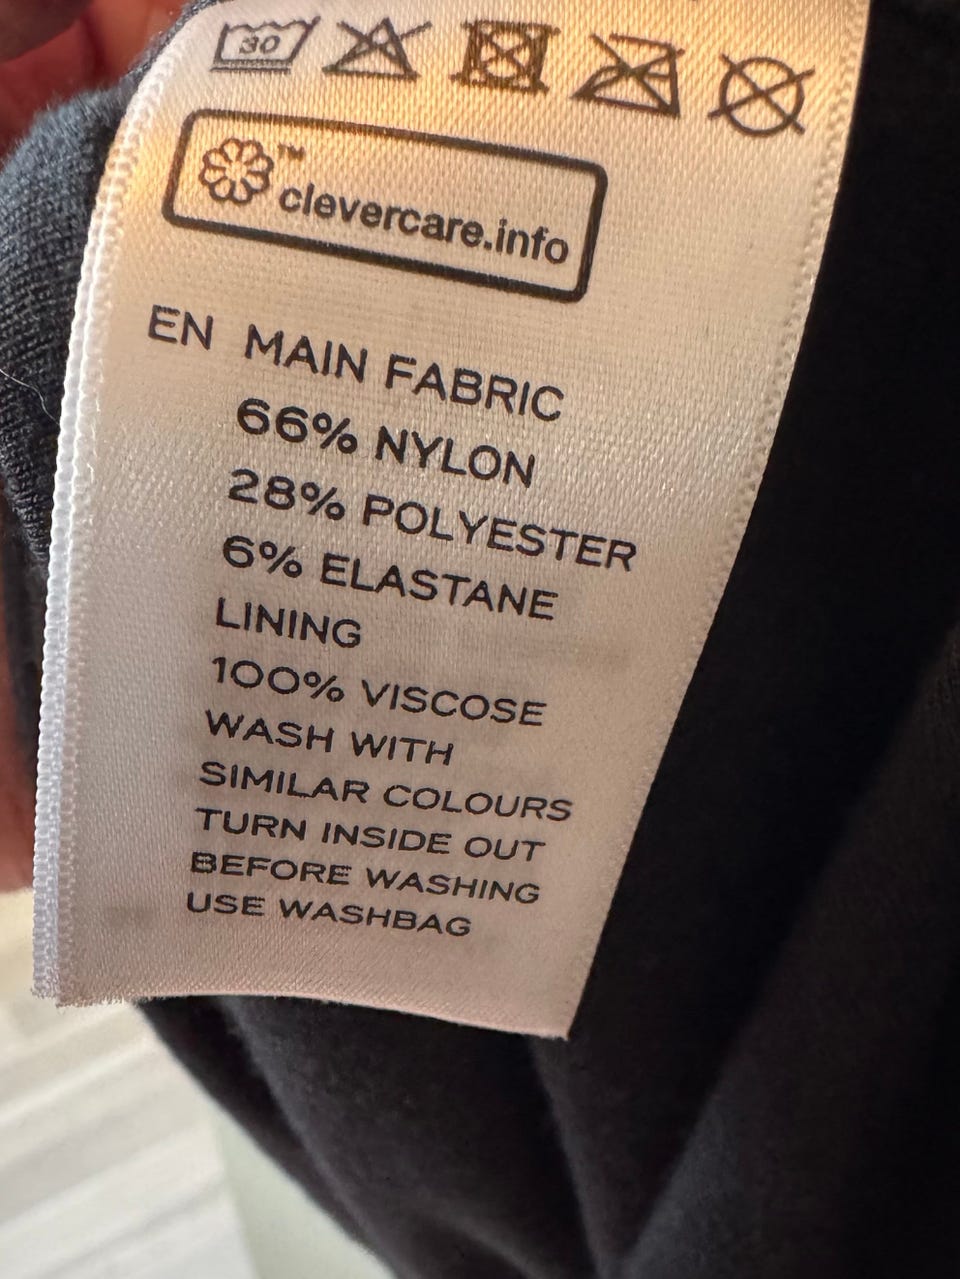 30
™
clevercare.info
EN MAIN FABRIC
66% NYLON
28% POLYESTER
6% ELASTANE
LINING
100% VISCOSE
WASH WITH
SIMILAR COLOURS
TURN INSIDE OUT
BEFORE WASHING
USE WASHBAG